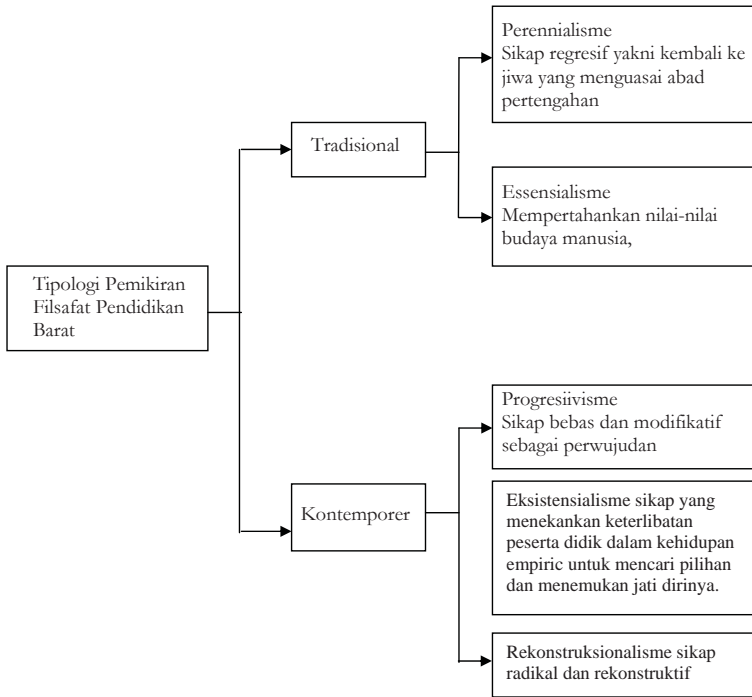 Tipologi Pemikiran
Filsafat Pendidikan
Barat
Tradisional
Perennialisme
Sikap regresif yakni kembali ke
jiwa yang menguasai abad
pertengahan
Essensialisme
Mempertahankan nilai-nilai
budaya manusia,
Kontemporer
Progresiivisme
Sikap bebas dan modifikatif
sebagai perwujudan
Eksistensialisme sikap yang
menekankan keterlibatan
peserta didik dalam kehidupan
empiric untuk mencari pilihan
dan menemukan jati dirinya.
Rekonstruksionalisme sikap
radikal dan rekonstruktif